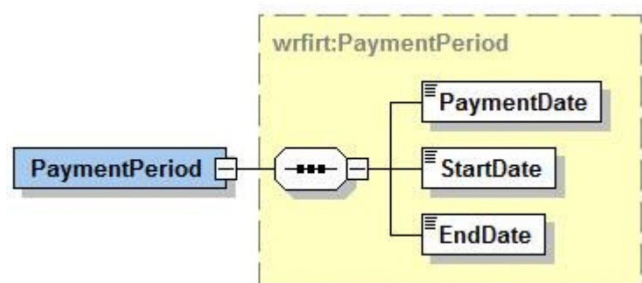 wrfirt:PaymentPeriod
PaymentDate
PaymentPeriod
StartDate
EndDate